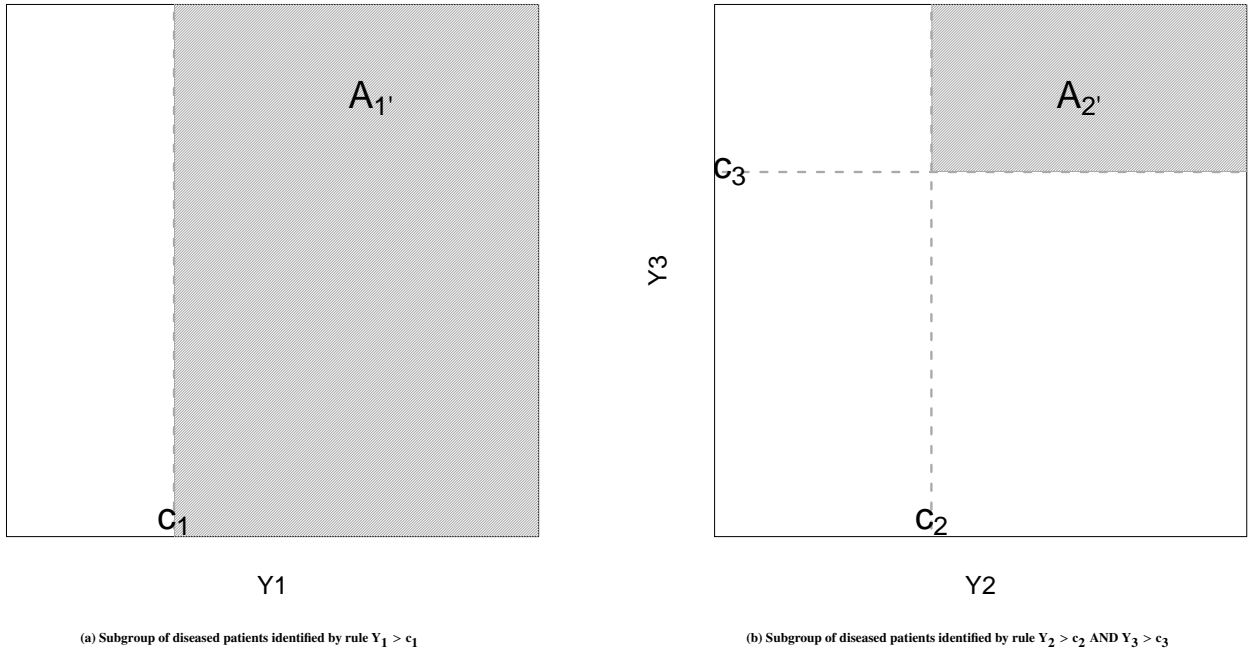 A1'
A2'
c3
Y3
c1
c2
Y1
Y2
(a) Subgroup of diseased patients identified by rule Y1 > c1
(b) Subgroup of diseased patients identified by rule Y2 > c2 AND Y3 > c3